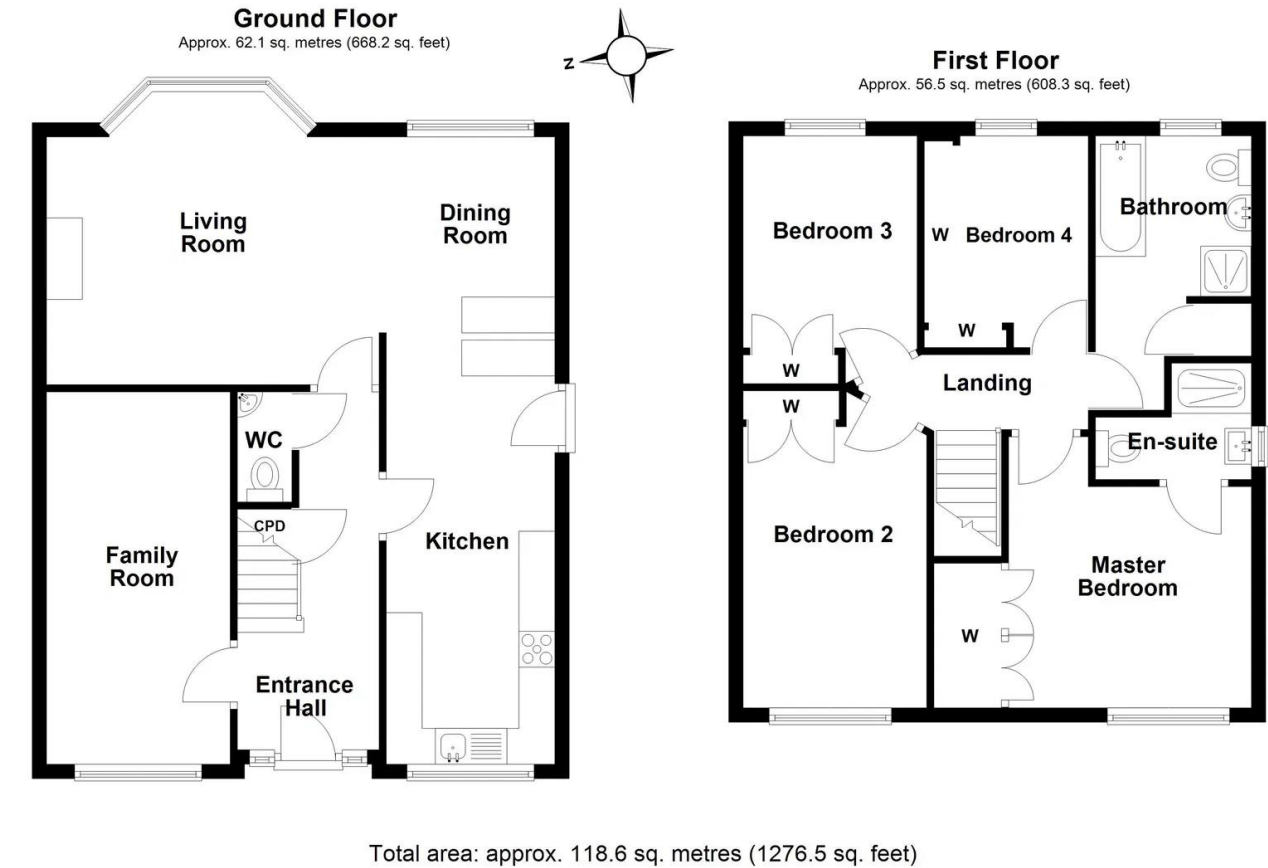 Ground Floor
Approx. 62.1 sq. metres (668.2 sq. feet)
N
First Floor
Approx. 56.5 sq. metres (608.3 sq. feet)
Living
Room
Dining
Room
WC
CPD
Family
Room
Kitchen
Entrance
Hall
Bedroom 3
W
Bedroom 4
W
Bathroom
W
Landing
W
En-suite
Bedroom 2
Master
Bedroom
W
Total area: approx. 118.6 sq. metres (1276.5 sq. feet)